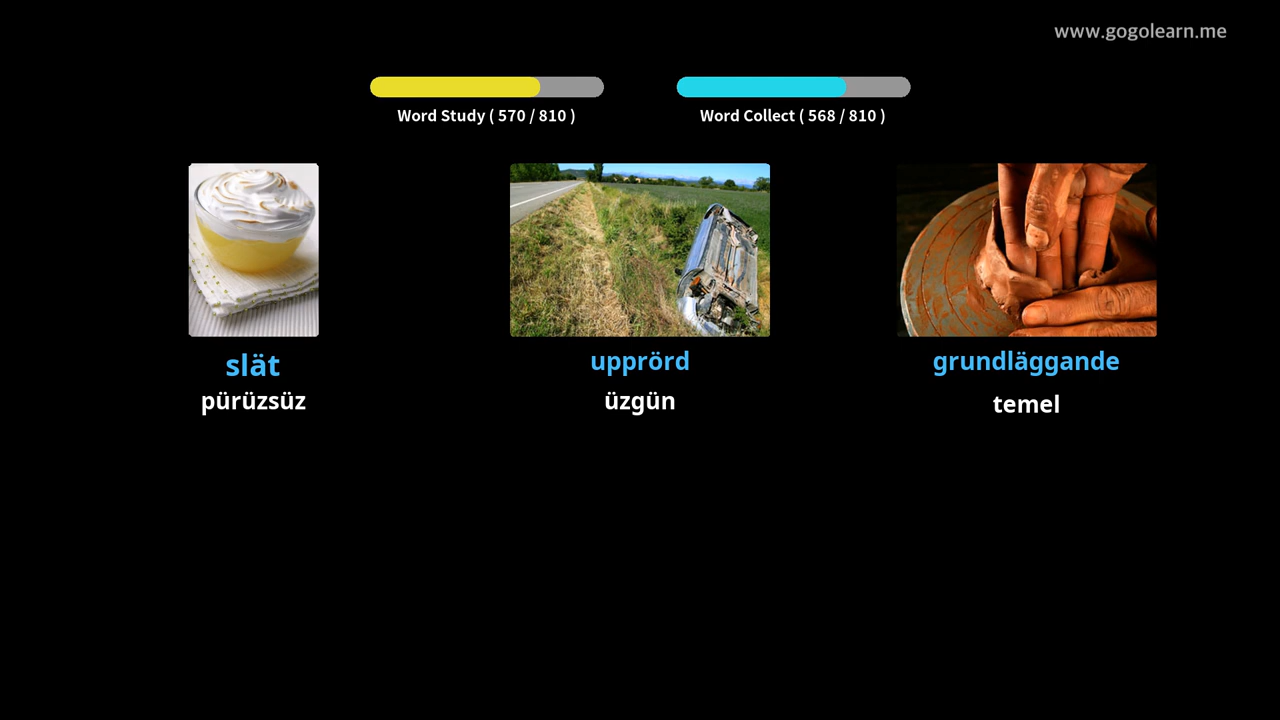 www.gogolearn.me
Word Study ( 570 / 810 )
Word Collect ( 568 / 810 )
slät
pürüzsüz
upprörd
üzgün
grundläggande
temel